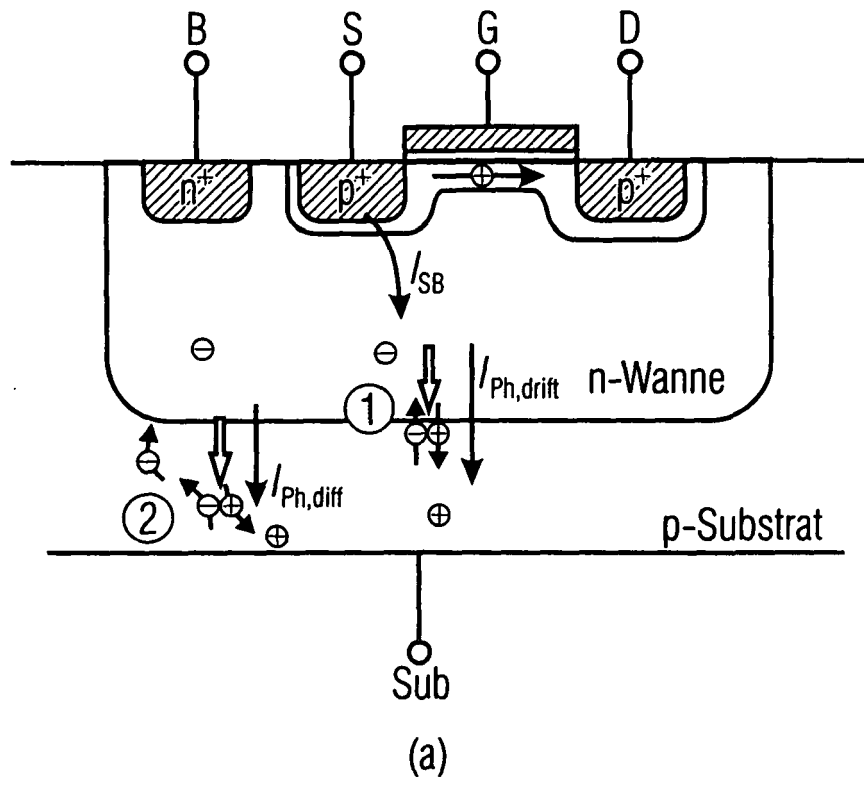 B S G D
n+ p+ ⊕ p+
I_SB
⊖ ⊖
I_Ph,drift n-Wanne
1
⊖ ⊕
⊖
I_Ph,diff
2 ⊖ ⊕ ⊕
⊕ p-Substrat
Sub
(a)